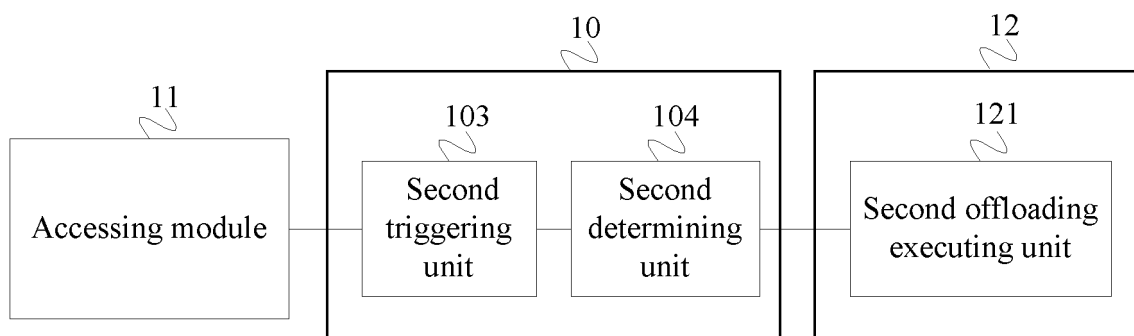 10
12
11
103
104
121
Accessing module
Second
triggering
unit
Second
determining
unit
Second offloading
executing unit